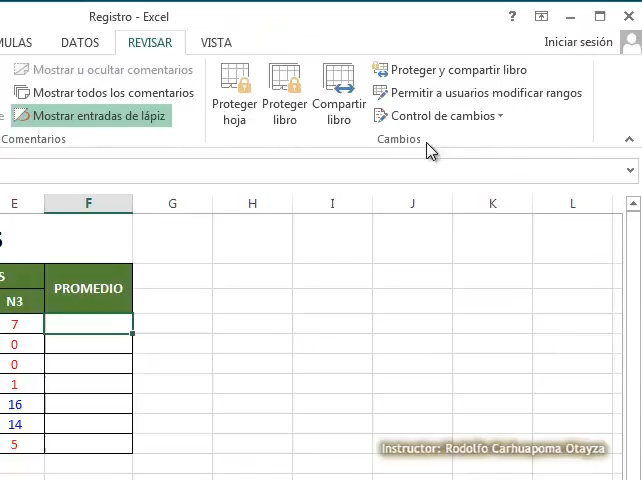 Registro - Excel
?
MULAS DATOS REVISAR VISTA Iniciar sesión
Mostrar u ocultar comentarios
Mostrar todos los comentarios
Mostrar entradas de lápiz
Comentarios
Proteger hoja
Proteger libro
Compartir libro
Proteger y compartir libro
Permitir a usuarios modificar rangos
Control de cambios
Cambios
E F G H I J K L
S
S PROMEDIO
N3
7
0
0
1
16
14
5
Instructor: Rodolfo Carhuapoma Otayza